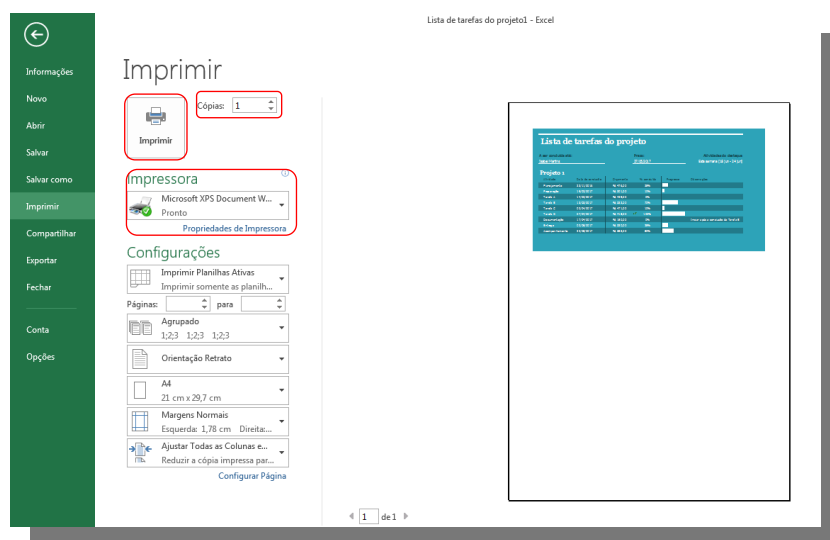 Lista de tarefas do projeto1 - Excel
Informações
Novo
Abrir
Salvar
Salvar como
Imprimir
Compartilhar
Exportar
Fechar
Conta
Opções
Imprimir
Imprimir
Cópias: 1
Impressora
Microsoft XPS Document W...
Pronto
Propriedades de Impressora
Configurações
Imprimir Planilhas Ativas
Imprimir somente as planilh...
Páginas: para
Agrupado
1;2;3 1;2;3 1;2;3
Orientação Retrato
A4
21 cm x 29,7 cm
Margens Normais
Esquerda: 1,78 cm Direita:...
Ajustar Todas as Colunas e...
Reduzir a cópia impressa par...
Configurar Página
Lista de tarefas do projeto
Projeto 1
1 de 1